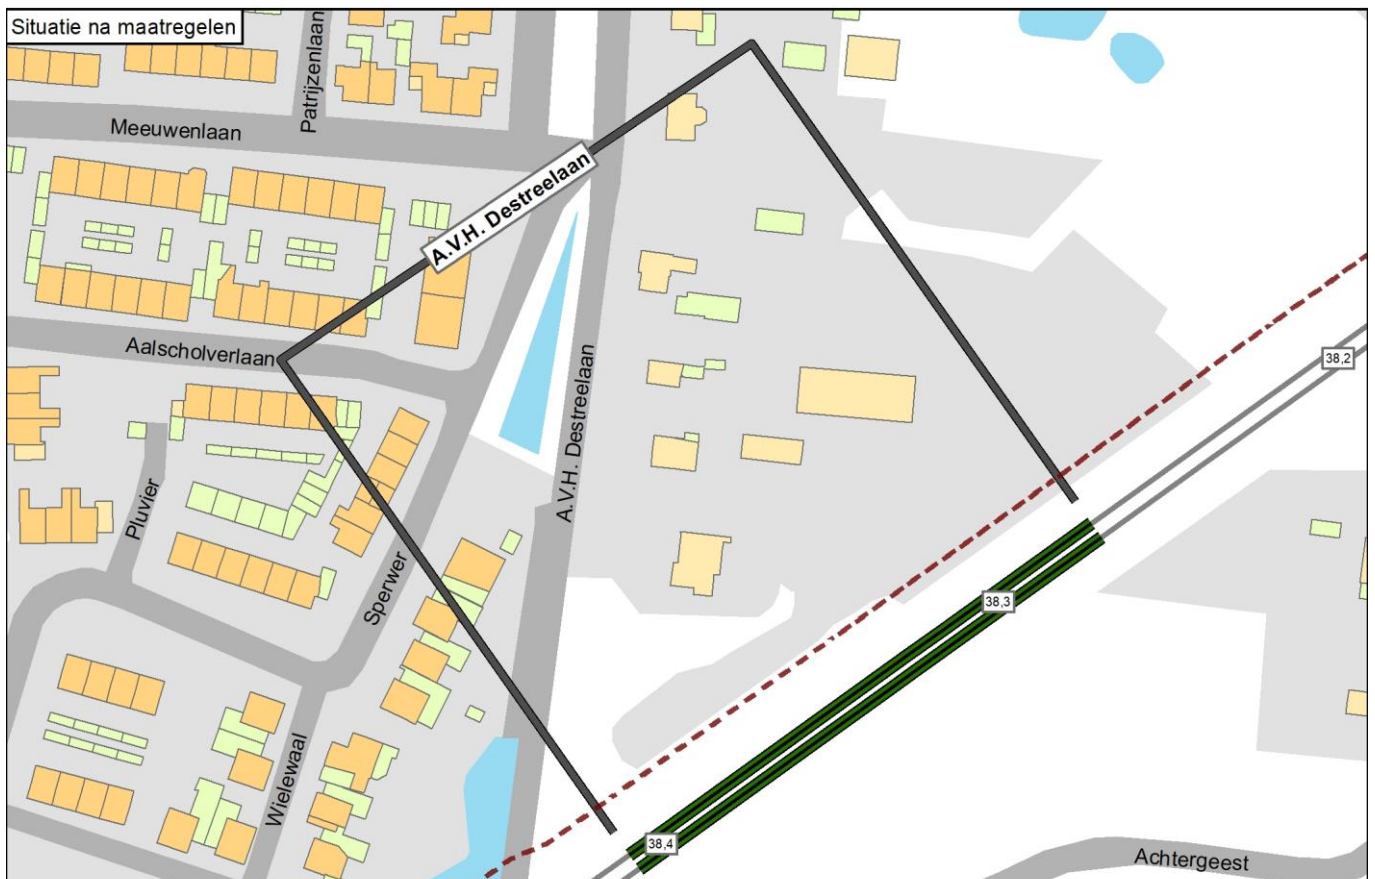 Situatie na maatregelen
Patrijzenlaan
Meeuwenlaan
A.V.H. Destreelaan
Aalscholverlaan
A.V.H. Destreelaan
38,2
Pluvier
Sperwer
38,3
Wielewaal
38,4
Achtergeest